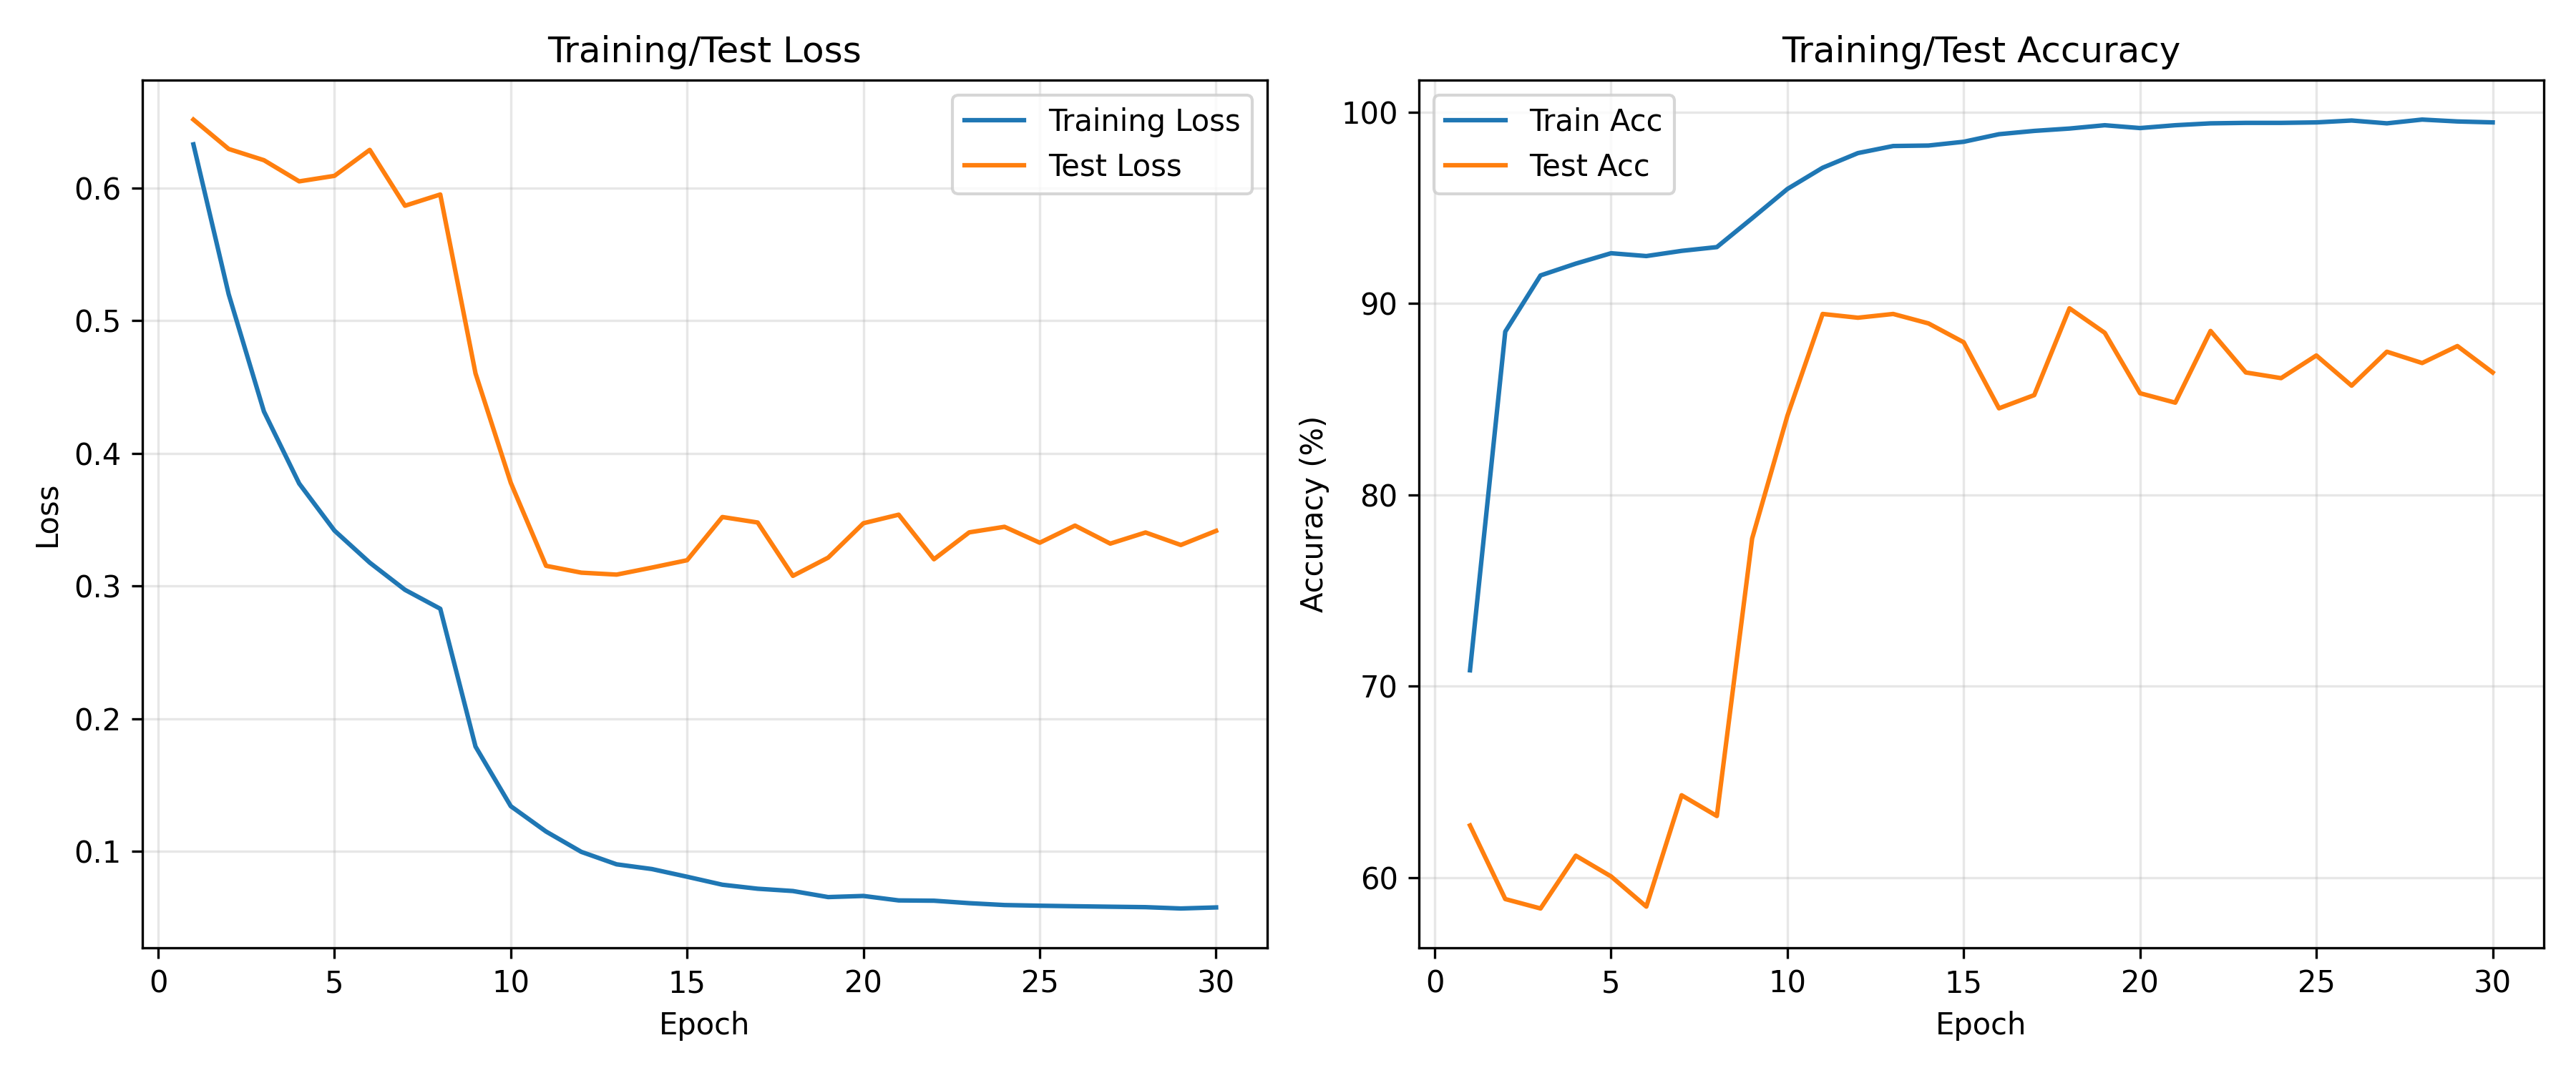 Training/Test Loss
Training Loss
Test Loss
0.6
0.5
0.4
0.3
0.2
0.1
Loss
0 5 10 15 20 25 30
Epoch
Training/Test Accuracy
Train Acc
Test Acc
100
90
80
70
60
Accuracy (%)
0 5 10 15 20 25 30
Epoch